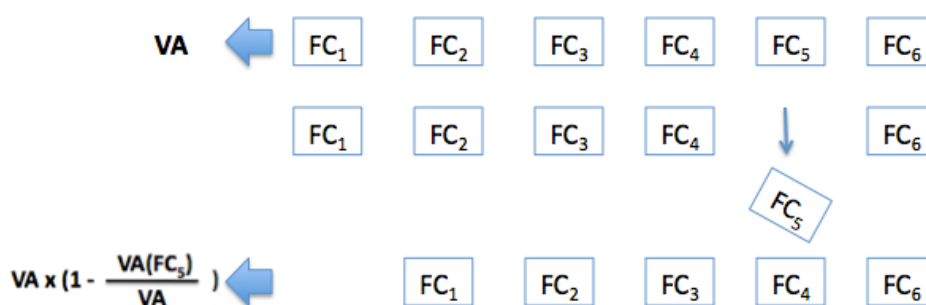 VA FC₁ FC₂ FC₃ FC₄ FC₅ FC₆
FC₁ FC₂ FC₃ FC₄ FC₆
FC₅
VA x (1 - VA(FC₅) / VA ) FC₁ FC₂ FC₃ FC₄ FC₆